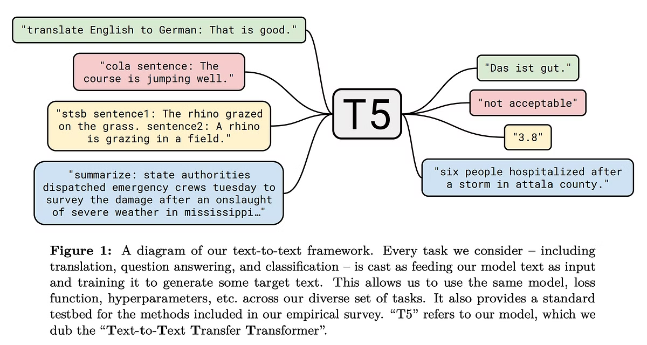 "translate English to German: That is good."
"cola sentence: The
course is jumping well."
"stsb sentence1: The rhino grazed
on the grass. sentence2: A rhino
is grazing in a field."
"summarize: state authorities
dispatched emergency crews tuesday to
survey the damage after an onslaught
of severe weather in mississippi…"
T5
"Das ist gut."
"not acceptable"
"3.8"
"six people hospitalized after
a storm in attala county."
Figure 1: A diagram of our text-to-text framework. Every task we consider – including
translation, question answering, and classification – is cast as feeding our model text as input
and training it to generate some target text. This allows us to use the same model, loss
function, hyperparameters, etc. across our diverse set of tasks. It also provides a standard
testbed for the methods included in our empirical survey. "T5" refers to our model, which we
dub the "Text-to-Text Transfer Transformer".